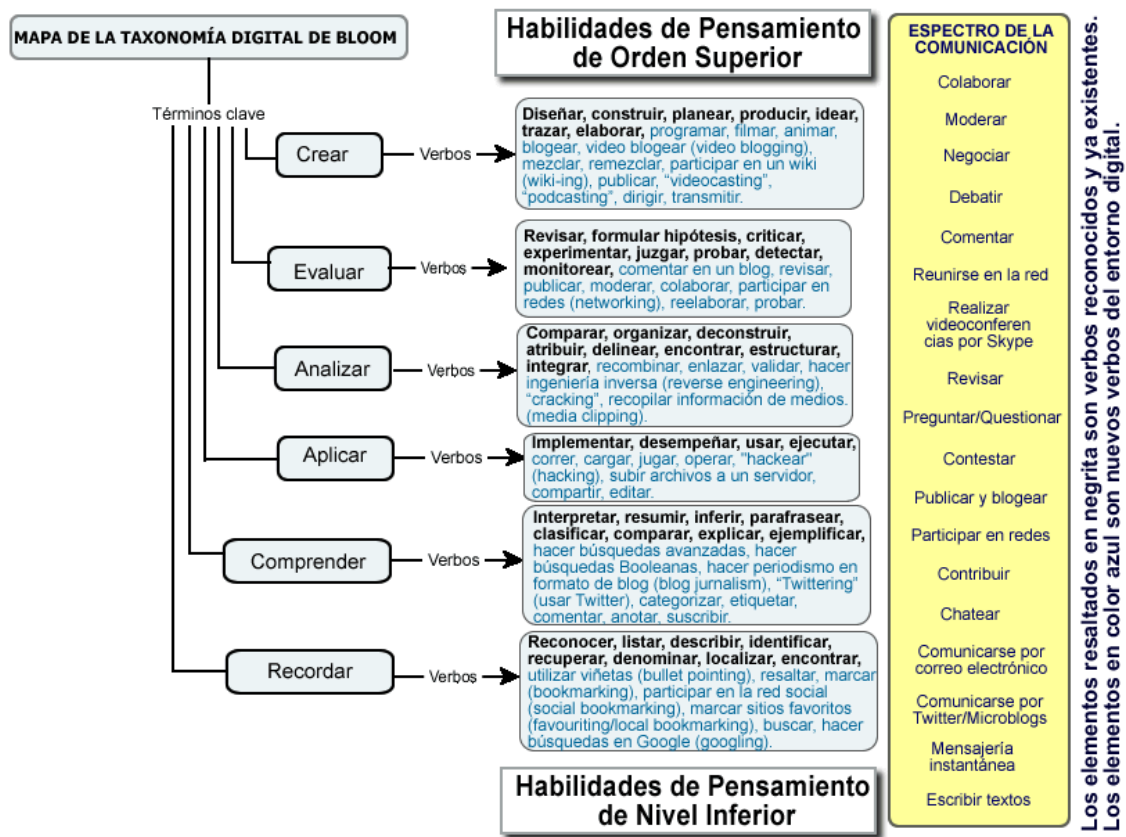 MAPA DE LA TAXONOMÍA DIGITAL DE BLOOM
Términos clave
Habilidades de Pensamiento
de Orden Superior
Crear
Verbos
Diseñar, construir, planear, producir, idear,
trazar, elaborar, programar, filmar, animar,
blogear, video blogear (video blogging),
mezclar, remezclar, participar en un wiki
(wiki-ing), publicar, “videocasting”,
“podcasting”, dirigir, transmitir.
Evaluar
Verbos
Revisar, formular hipótesis, criticar,
experimentar, juzgar, probar, detectar,
monitorear, comentar en un blog, revisar,
publicar, moderar, colaborar, participar en
redes (networking), reelaborar, probar.
Analizar
Verbos
Comparar, organizar, deconstruir,
atribuir, delinear, encontrar, estructurar,
integrar, recombinar, enlazar, validar, hacer
ingeniería inversa (reverse engineering),
“cracking”, recopilar información de medios.
(media clipping).
Aplicar
Verbos
Implementar, desempeñar, usar, ejecutar,
correr, cargar, jugar, operar, "hackear"
(hacking), subir archivos a un servidor,
compartir, editar.
Comprender
Verbos
Interpretar, resumir, inferir, parafrasear,
clasificar, comparar, explicar, ejemplificar,
hacer búsquedas avanzadas, hacer
búsquedas Booleanas, hacer periodismo en
formato de blog (blog jurnalism), “Twittering”
(usar Twitter), categorizar, etiquetar,
comentar, anotar, suscribir.
Recordar
Verbos
Reconocer, listar, describir, identificar,
recuperar, denominar, localizar, encontrar,
utilizar viñetas (bullet pointing), resaltar, marcar
(bookmarking), participar en la red social
(social bookmarking), marcar sitios favoritos
(favouriting/local bookmarking), buscar, hacer
búsquedas en Google (googling).
Habilidades de Pensamiento
de Nivel Inferior
ESPECTRO DE LA
COMUNICACIÓN
Colaborar
Moderar
Negociar
Debatir
Comentar
Reunirse en la red
Realizar
videoconferen
cias por Skype
Revisar
Preguntar/Questionar
Contestar
Publicar y blogear
Participar en redes
Contribuir
Chatear
Comunicarse por
correo electrónico
Comunicarse por
Twitter/Microblogs
Mensajería
instantánea
Escribir textos
Los elementos resaltados en negrita son verbos reconocidos y ya existentes.
Los elementos en color azul son nuevos verbos del entorno digital.